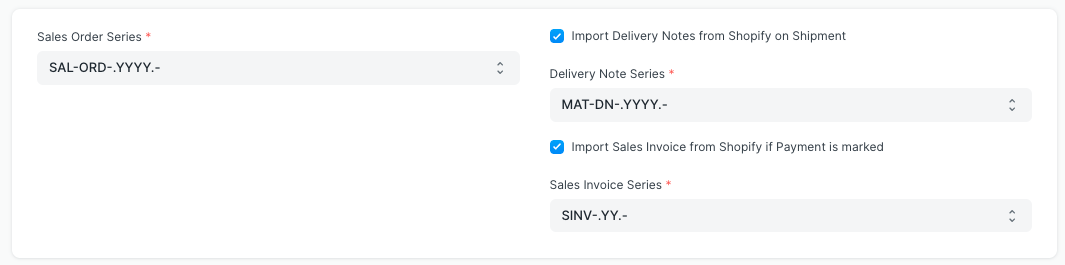 Sales Order Series *
SAL-ORD-.YYYY.-
Import Delivery Notes from Shopify on Shipment
Delivery Note Series *
MAT-DN-.YYYY.-
Import Sales Invoice from Shopify if Payment is marked
Sales Invoice Series *
SINV-.YY.-